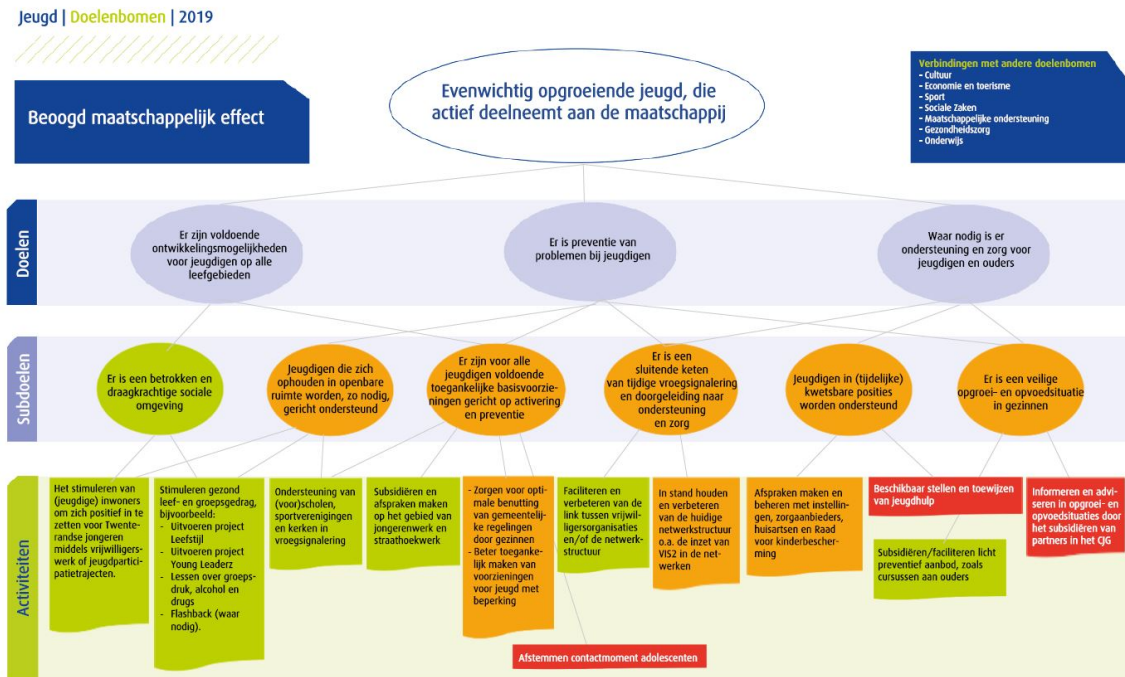 Jeugd | Doelenbomen | 2019
Beoogd maatschappelijk effect
Evenwichtig opgroeiende jeugd, die
actief deelneemt aan de maatschappij
Verbindingen met andere doelenbomen
- Cultuur
- Economie en toerisme
- Sport
- Sociale Zaken
- Maatschappelijke ondersteuning
- Gezondheidszorg
- Onderwijs
Doelen
Er zijn voldoende
ontwikkelingsmogelijkheden
voor jeugdigen op alle
leefgebieden
Er is preventie van
problemen bij jeugdigen
Waar nodig is er
ondersteuning en zorg voor
jeugdigen en ouders
Subdoelen
Er is een betrokken en
draagkrachtige sociale
omgeving
Jeugdigen die zich
ophouden in openbare
ruimte worden, zo nodig,
gericht ondersteund
Er zijn voor alle
jeugdigen voldoende
toegankelijke basisvoorzie-
ningen gericht op activering
en preventie
Er is een
sluitende keten
van tijdige vroegsignalering
en doorgeleiding naar
ondersteuning
en zorg
Jeugdigen in (tijdelijke)
kwetsbare posities
worden ondersteund
Er is een veilige
opgroei- en opvoedsituatie
in gezinnen
Activiteiten
Het stimuleren van
(jeugdige) inwoners
om zich positief in te
zetten voor Twente-
randse jongeren
middels vrijwilligers-
werk of jeugdpartici-
patietrajecten.
Stimuleren gezond
leef- en groepsgedrag,
bijvoorbeeld:
- Uitvoeren project
Leefstijl
- Uitvoeren project
Young Leaderz
- Lessen over groeps-
druk, alcohol en
drugs
- Flashback (waar
nodig).
Ondersteuning van
(voor)scholen,
sportverenigingen
en kerken in
vroegsignalering
Subsidiëren en
afspraken maken
op het gebied van
jongerenwerk en
straathoekwerk
- Zorgen voor opti-
male benutting
van gemeentelij-
ke regelingen
door gezinnen
- Beter toeganke-
lijk maken van
voorzieningen
voor jeugd met
beperking
Faciliteren en
verbeteren van de
link tussen vrijwil-
ligersorganisaties
en/of de netwerk-
structuur
In stand houden
en verbeteren
van de huidige
netwerkstructuur
o.a. de inzet van
VIS2 in de net-
werken
Afspraken maken en
beheren met instellin-
gen, zorgaanbieders,
huisartsen en Raad
voor kinderbescher-
ming
Beschikbaar stellen en toewijzen
van jeugdhulp
Subsidiëren/faciliteren licht
preventief aanbod, zoals
cursussen aan ouders
Informeren en advi-
seren in opgroei- en
opvoedsituaties door
het subsidiëren van
partners in het CJG
Afstemmen contactmoment adolescenten